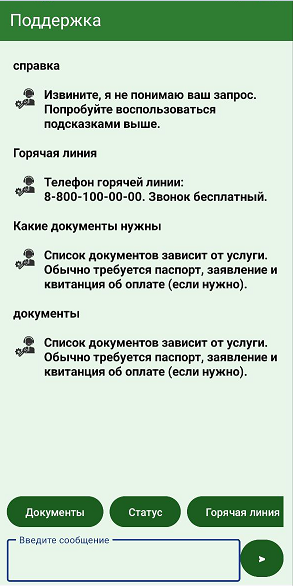 Поддержка
справка
Извините, я не понимаю ваш запрос.
Попробуйте воспользоваться
подсказками выше.
Горячая линия
Телефон горячей линии:
8-800-100-00-00. Звонок бесплатный.
Какие документы нужны
Список документов зависит от услуги.
Обычно требуется паспорт, заявление и
квитанция об оплате (если нужно).
документы
Список документов зависит от услуги.
Обычно требуется паспорт, заявление и
квитанция об оплате (если нужно).
Документы Статус Горячая линия
Введите сообщение